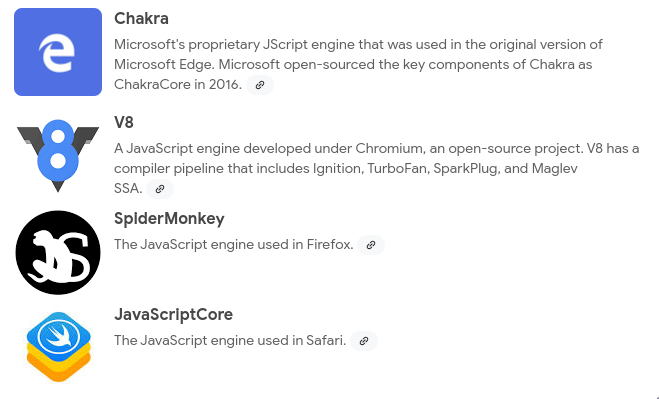 Chakra
Microsoft's proprietary JScript engine that was used in the original version of
Microsoft Edge. Microsoft open-sourced the key components of Chakra as
ChakraCore in 2016.
V8
A JavaScript engine developed under Chromium, an open-source project. V8 has a
compiler pipeline that includes Ignition, TurboFan, SparkPlug, and Maglev
SSA.
SpiderMonkey
The JavaScript engine used in Firefox.
JavaScriptCore
The JavaScript engine used in Safari.